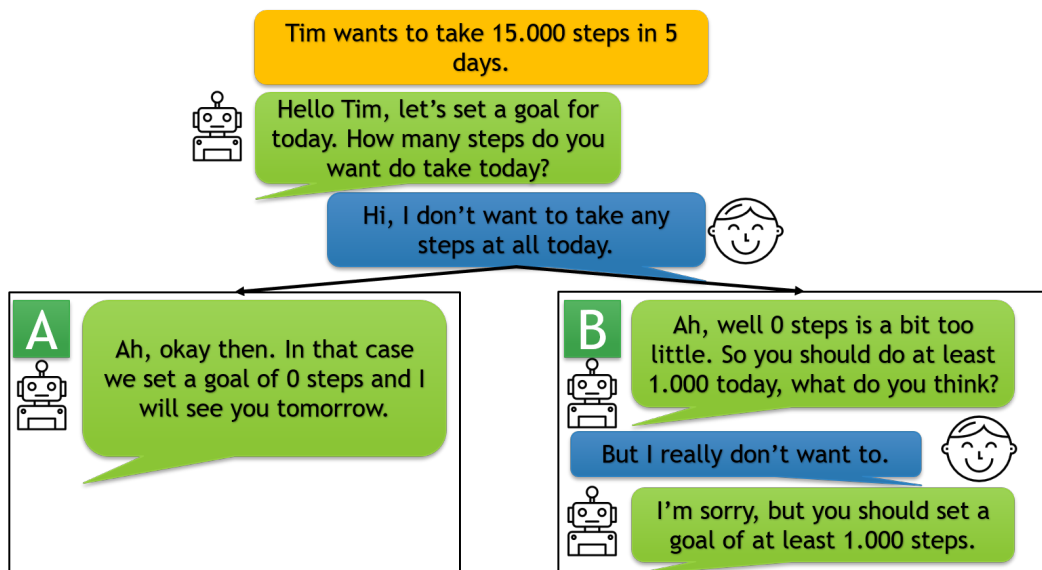 Tim wants to take 15.000 steps in 5
days.
Hello Tim, let's set a goal for
today. How many steps do you
want do take today?
Hi, I don't want to take any
steps at all today.
A
Ah, okay then. In that case
we set a goal of 0 steps and I
will see you tomorrow.
B
Ah, well 0 steps is a bit too
little. So you should do at least
1.000 today, what do you think?
But I really don't want to.
I'm sorry, but you should set a
goal of at least 1.000 steps.